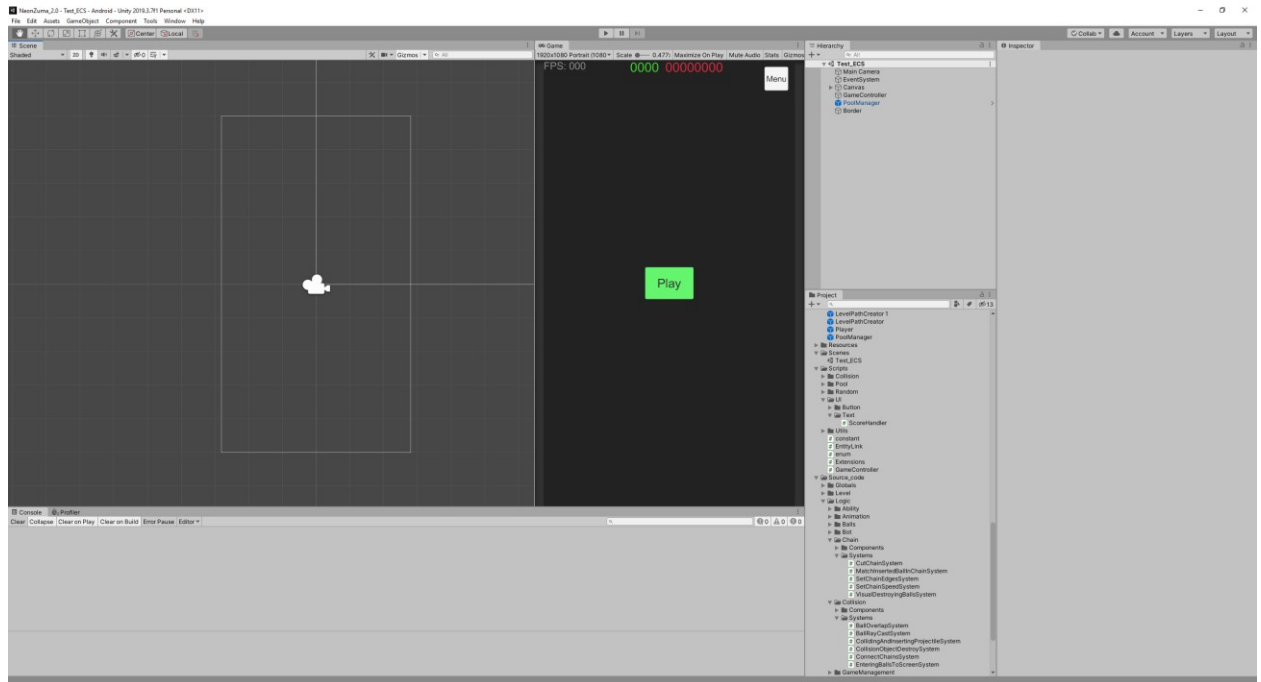 NeonZuma_2.0 - Test_ECS - Android - Unity 2019.3.7f1 Personal <DX11>
File Edit Assets GameObject Component Tools Window Help
Center Local
Collab Account Layers Layout
Scene
Shaded 2D 0 Gizmos All
Game
1920x1080 Portrait (1080 Scale 0.477x Maximize On Play Mute Audio Stats Gizmos
FPS: 000 0000 00000000
Menu
Play
Hierarchy
All
Test_ECS
Main Camera
EventSystem
Canvas
GameController
PoolManager
Border
Inspector
Project
13
LevelPathCreator 1
LevelPathCreator
Player
PoolManager
Resources
Scenes
Test_ECS
Scripts
Collision
Pool
Random
UI
Button
Text
ScoreHandler
Utils
constant
EntityLink
enum
Extensions
GameController
Source_code
Globals
Level
Logic
Ability
Animation
Balls
Bot
Chain
Components
Systems
CutChainSystem
MatchInsertedBallInChainSystem
SetChainEdgesSystem
SetChainSpeedSystem
VisualDestroyingBallsSystem
Collision
Components
Systems
BallOverlapSystem
BallRayCastSystem
CollidingAndInsertingProjectileSystem
CollisionObjectDestroySystem
ConnectChainsSystem
EnteringBallsToScreenSystem
GameManagement
Console Profiler
Clear Collapse Clear on Play Clear on Build Error Pause Editor 0 0 0